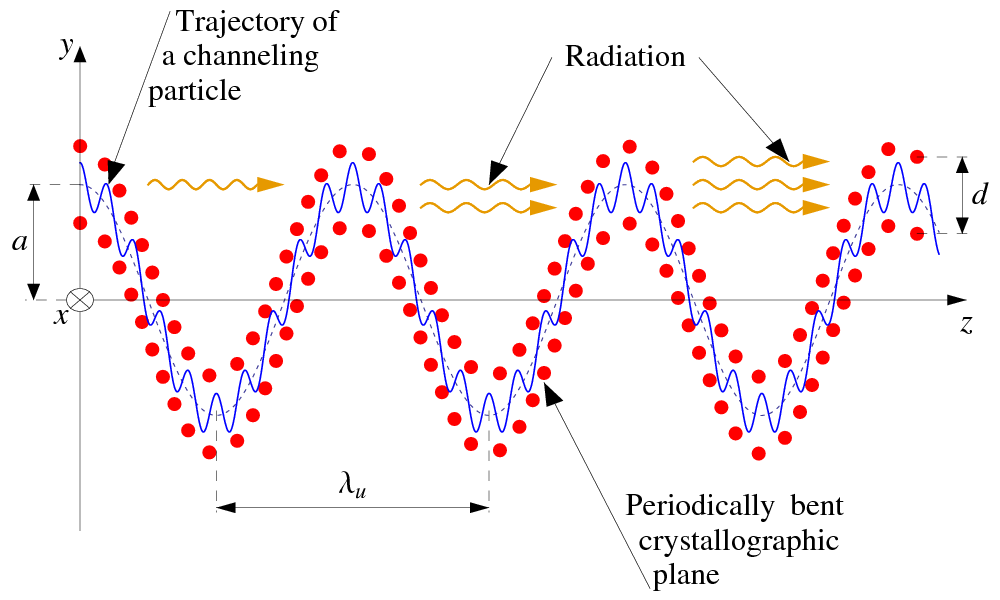 Trajectory of
a channeling
particle
Radiation
y
a
d
x
z
λu
Periodically bent
crystallographic
plane